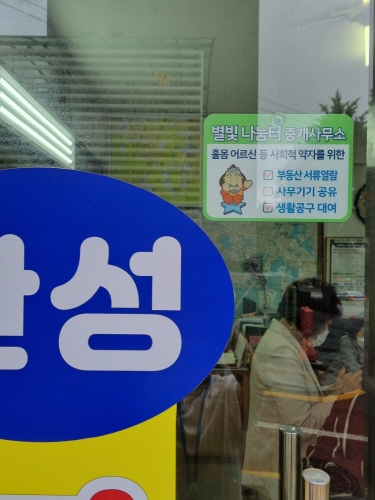 별빛 나눔터 중개사무소
홀몸 어르신 등 사회적 약자를 위한
부동산 서류열람
사무기기 공유
생활공구 대여
성